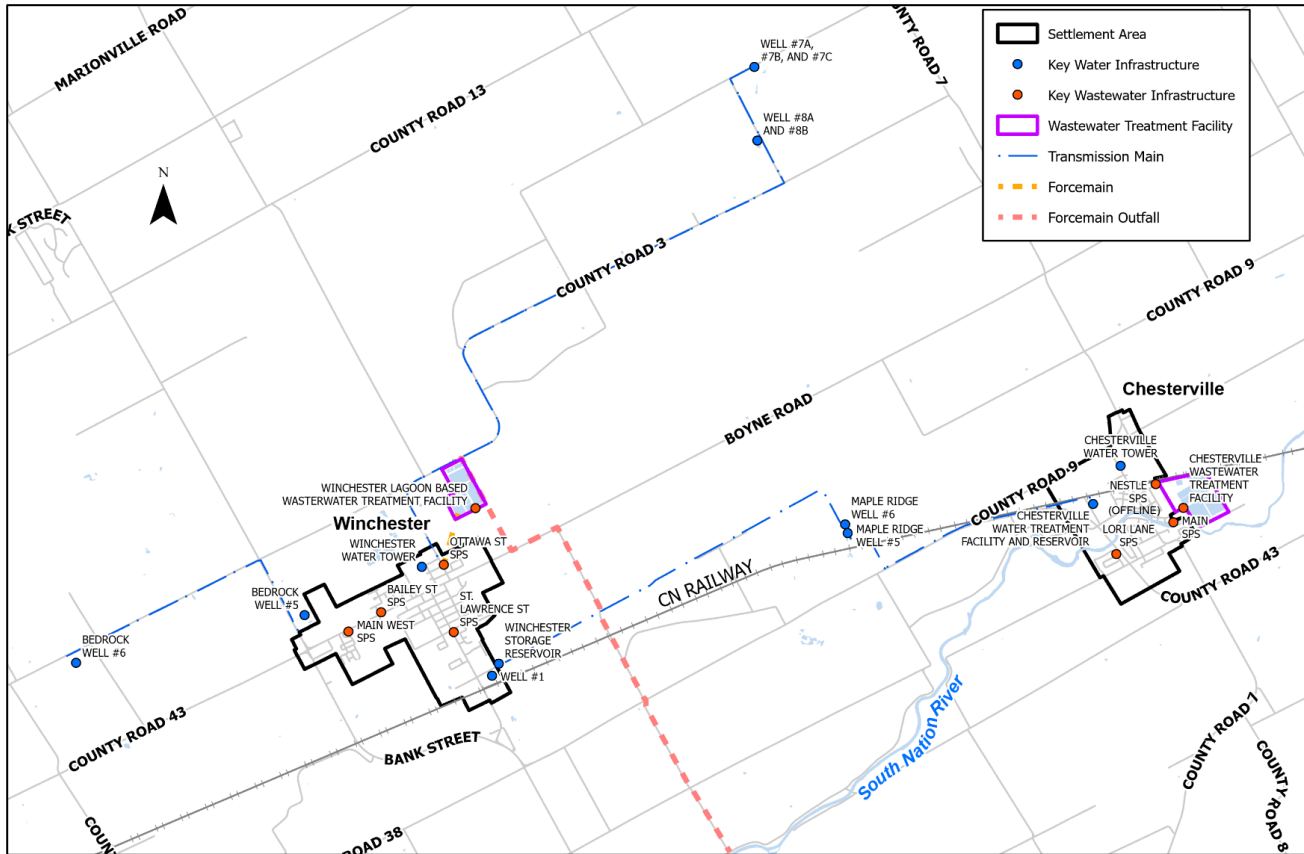 MARIONVILLE ROAD
COUNTY ROAD 13
COUNTY ROAD 7
WELL #7A,
#7B, AND #7C
WELL #8A
AND #8B
Settlement Area
Key Water Infrastructure
Key Wastewater Infrastructure
Wastewater Treatment Facility
Transmission Main
Forcemain
Forcemain Outfall
N
K STREET
COUNTY ROAD 3
COUNTY ROAD 9
BOYNE ROAD
Chesterville
CHESTERVILLE
WATER TOWER
CHESTERVILLE
WASTEWATER
TREATMENT
FACILITY
NESTLE
SPS
(OFFLINE)
MAIN
SPS
LORI LANE
SPS
COUNTY ROAD 9
CHESTERVILLE
WATER TREATMENT
FACILITY AND RESERVOIR
MAPLE RIDGE
WELL #6
MAPLE RIDGE
WELL #5
WINCHESTER LAGOON BASED
WASTERWATER TREATMENT FACILITY
Winchester
WINCHESTER
WATER TOWER
OTTAWA ST
SPS
BAILEY ST
SPS
ST.
LAWRENCE ST
SPS
MAIN WEST
SPS
BEDROCK
WELL #5
BEDROCK
WELL #6
WINCHESTER
STORAGE
RESERVOIR
WELL #1
CN RAILWAY
COUNTY ROAD 43
COUNTY ROAD 43
BANK STREET
South Nation River
COUNTY ROAD 1
COUNTY ROAD 8
COUN
ROAD 38